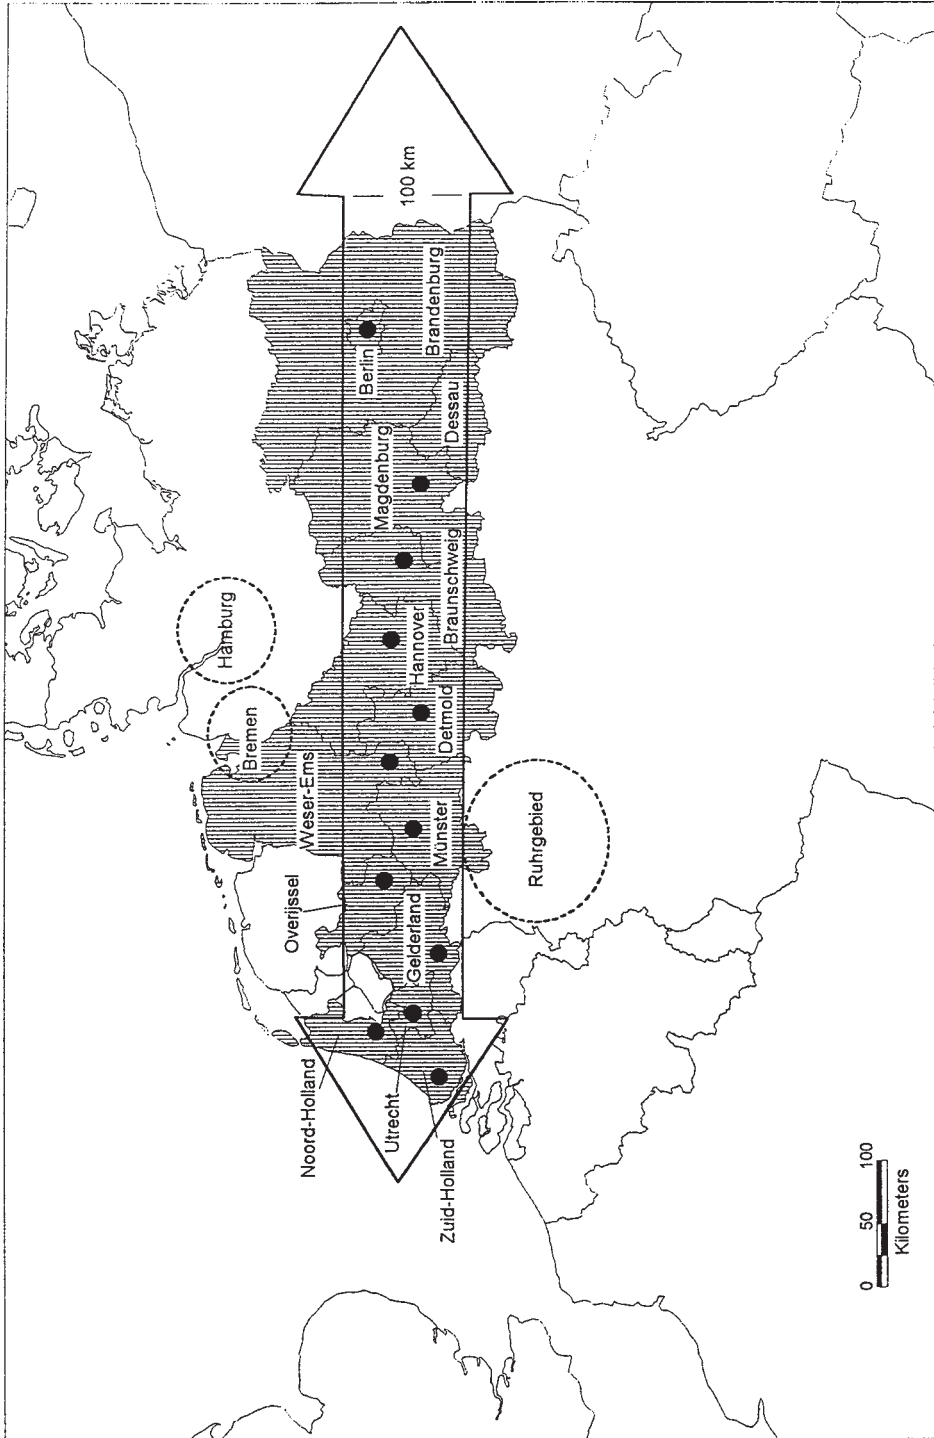 Hamburg
Bremen
Weser-Ems
Overijssel
Noord-Holland
Utrecht
Zuid-Holland
Gelderland
Münster
Detmold
Hannover
Braunschweig
Magdenburg
Dessau
Berlin
Brandenburg
100 km
Ruhrgebied
0 50 100
Kilometers